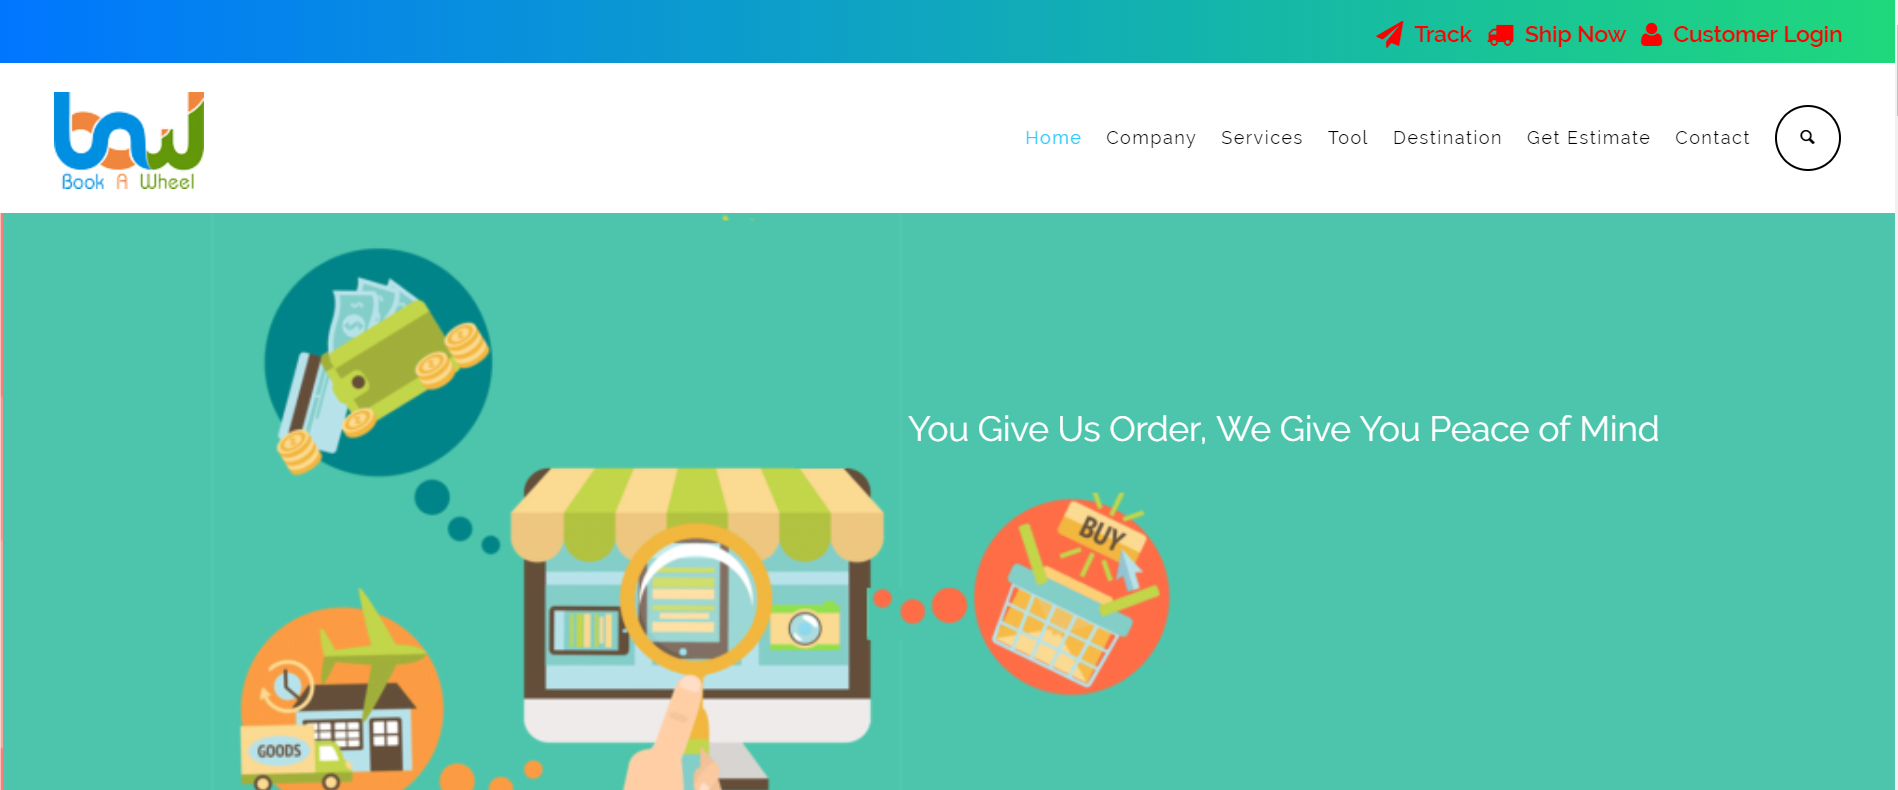 Track Ship Now Customer Login
baw
Book A Wheel
Home Company Services Tool Destination Get Estimate Contact
You Give Us Order, We Give You Peace of Mind
BUY
GOODS